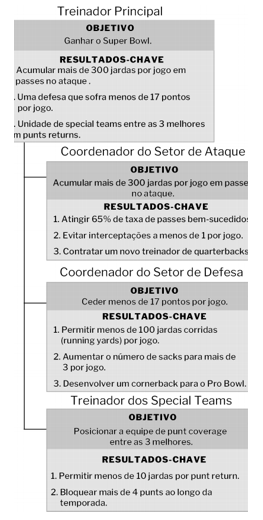 Treinador Principal
OBJETIVO
Ganhar o Super Bowl.
RESULTADOS-CHAVE
Acumular mais de 300 jardas por jogo em
passes no ataque .
. Uma defesa que sofra menos de 17 pontos
por jogo.
. Unidade de special teams entre as 3 melhores
m punts returns.
Coordenador do Setor de Ataque
OBJETIVO
Acumular mais de 300 jardas por jogo em passe
no ataque.
RESULTADOS-CHAVE
1. Atingir 65% de taxa de passes bem-sucedidos
2. Evitar interceptações a menos de 1 por jogo.
3. Contratar um novo treinador de quarterbacks
Coordenador do Setor de Defesa
OBJETIVO
Ceder menos de 17 pontos por jogo.
RESULTADOS-CHAVE
1. Permitir menos de 100 jardas corridas
(running yards) por jogo.
2. Aumentar o número de sacks para mais de
3 por jogo.
3. Desenvolver um cornerback para o Pro Bowl.
Treinador dos Special Teams
OBJETIVO
Posicionar a equipe de punt coverage
entre as 3 melhores.
RESULTADOS-CHAVE
1. Permitir menos de 10 jardas por punt return.
2. Bloquear mais de 4 punts ao longo da
temporada.